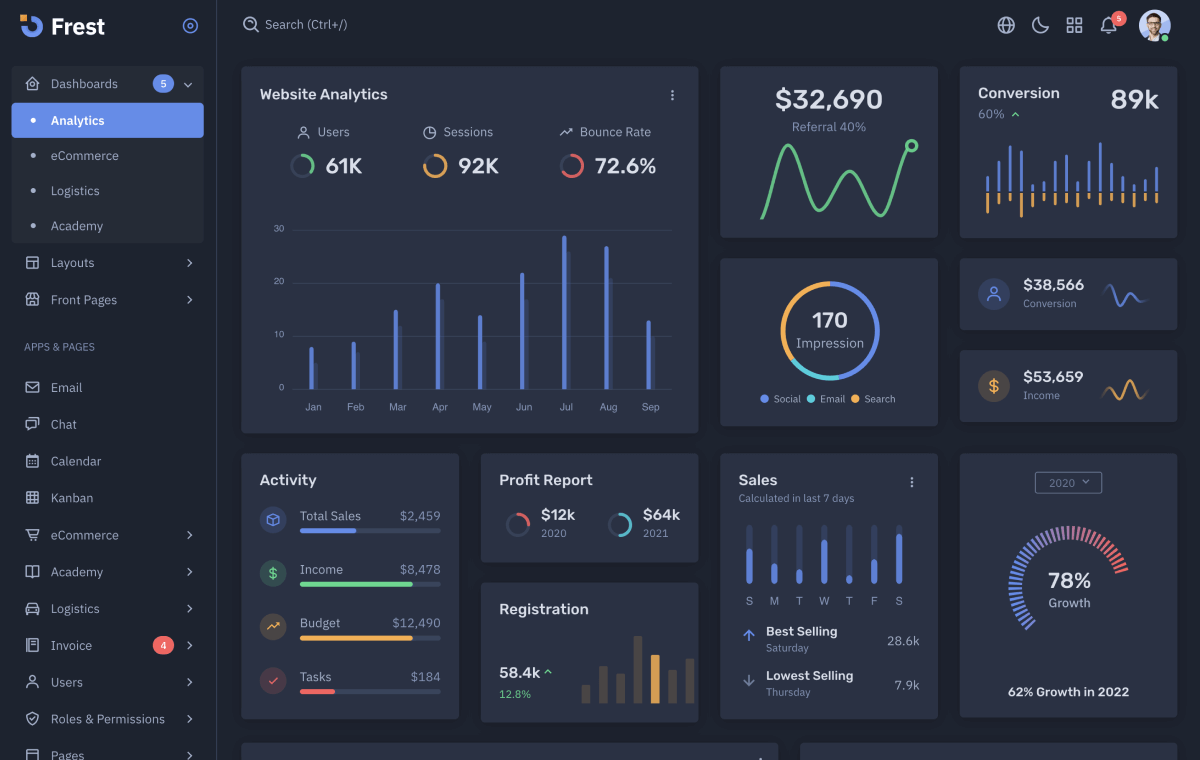 Frest
Search (Ctrl+/)
5
Dashboards
5
Analytics
eCommerce
Logistics
Academy
Layouts
Front Pages
APPS & PAGES
Email
Chat
Calendar
Kanban
eCommerce
Academy
Logistics
Invoice
4
Users
Roles & Permissions
Pages
Website Analytics
Users
Sessions
Bounce Rate
61K
92K
72.6%
30
20
10
0
Jan Feb Mar Apr May Jun Jul Aug Sep
$32,690
Referral 40%
Conversion
60%
89k
170
Impression
Social Email Search
$38,566
Conversion
$53,659
Income
Activity
Total Sales $2,459
Income $8,478
Budget $12,490
Tasks $184
Profit Report
$12k
2020
$64k
2021
Registration
58.4k
12.8%
Sales
Calculated in last 7 days
S M T W T F S
Best Selling
Saturday
28.6k
Lowest Selling
Thursday
7.9k
2020
78%
Growth
62% Growth in 2022